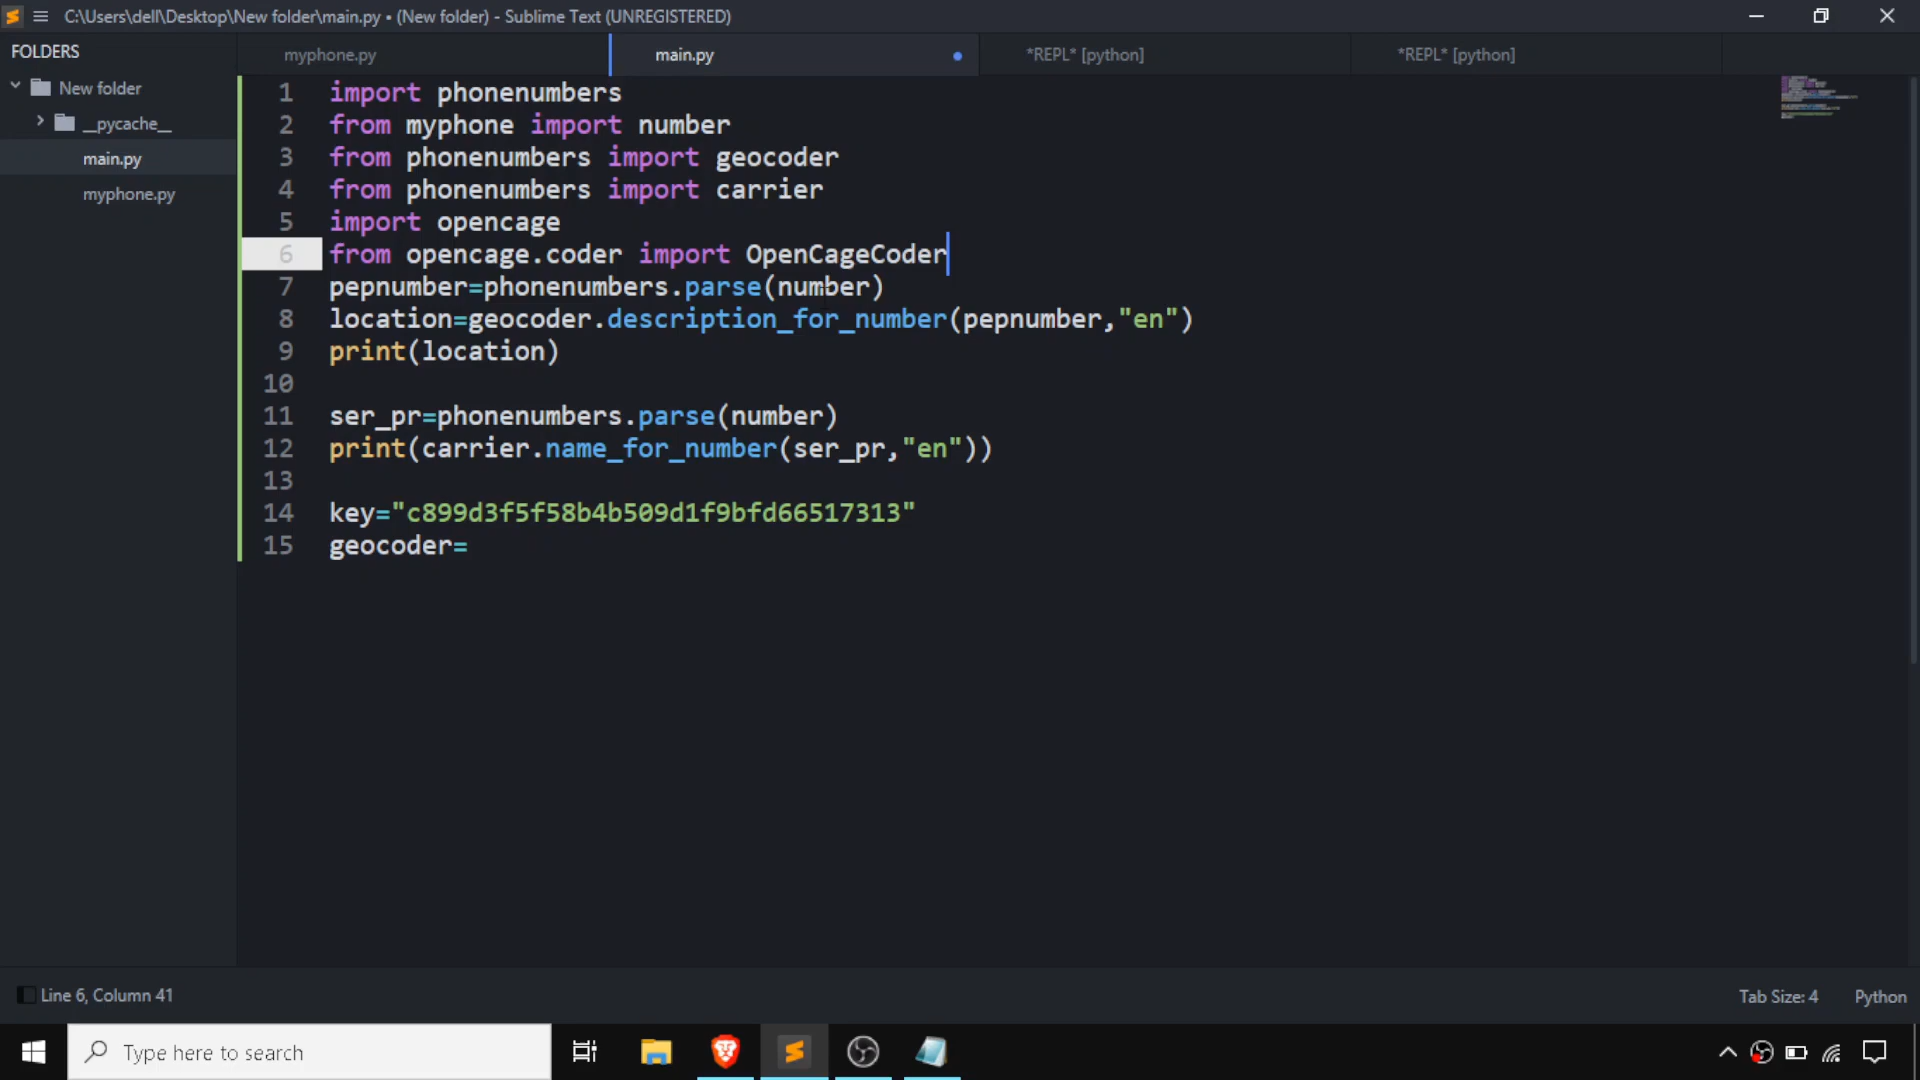 C:\Users\dell\Desktop\New folder\main.py • (New folder) - Sublime Text (UNREGISTERED)
FOLDERS
New folder
__pycache__
main.py
myphone.py
myphone.py
main.py
*REPL* [python]
*REPL* [python]
1 import phonenumbers
2 from myphone import number
3 from phonenumbers import geocoder
4 from phonenumbers import carrier
5 import opencage
6 from opencage.coder import OpenCageCoder
7 pepnumber=phonenumbers.parse(number)
8 location=geocoder.description_for_number(pepnumber,"en")
9 print(location)
10
11 ser_pr=phonenumbers.parse(number)
12 print(carrier.name_for_number(ser_pr,"en"))
13
14 key="c899d3f5f58b4b509d1f9bfd66517313"
15 geocoder=
Line 6, Column 41
Tab Size: 4
Python
Type here to search